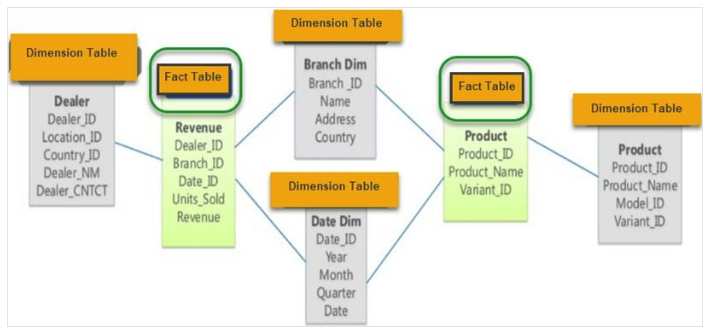 Dimension Table
Dealer
Dealer_ID
Location_ID
Country_ID
Dealer_NM
Dealer_CNTCT
Fact Table
Revenue
Dealer_ID
Branch_ID
Date_ID
Units_Sold
Revenue
Dimension Table
Branch Dim
Branch _ID
Name
Address
Country
Dimension Table
Date Dim
Date_ID
Year
Month
Quarter
Date
Fact Table
Product
Product_ID
Product_Name
Variant_ID
Dimension Table
Product
Product_ID
Product_Name
Model_ID
Variant_ID